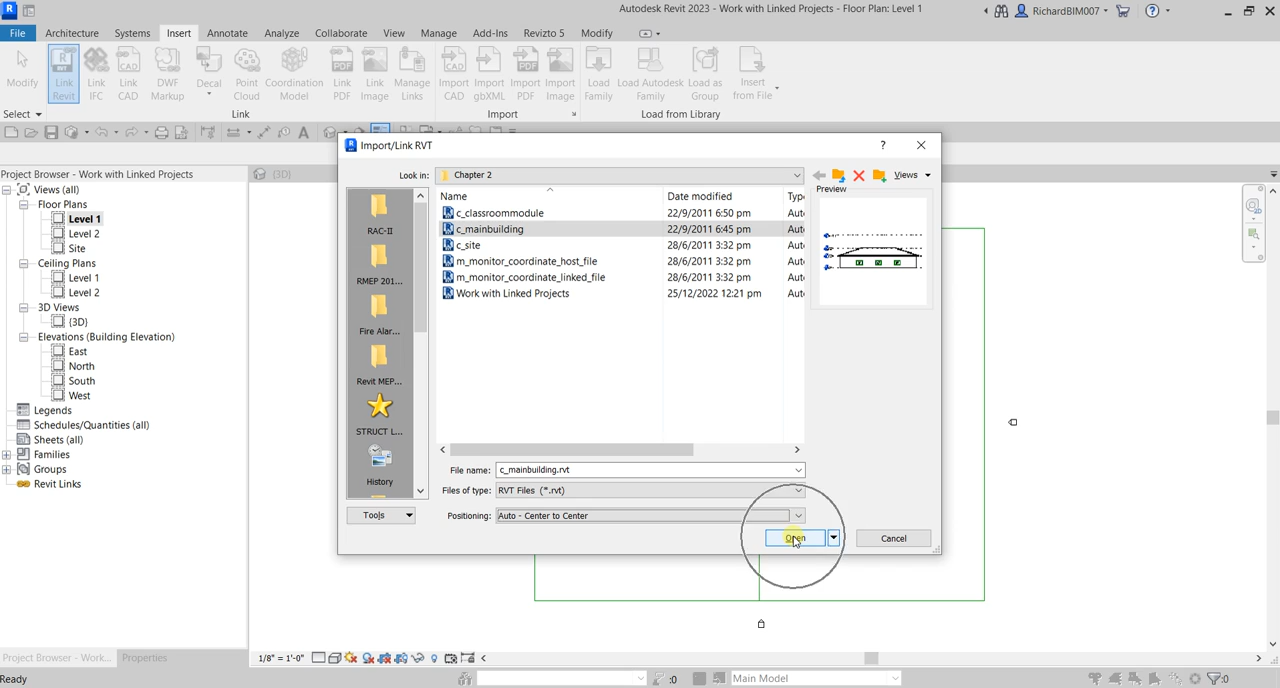 Autodesk Revit 2023 - Work with Linked Projects - Floor Plan: Level 1
RichardBIM007
File Architecture Systems Insert Annotate Analyze Collaborate View Manage Add-Ins Revizto 5 Modify
Modify
Link Revit
Link IFC
Link CAD
DWF Markup
Decal
Point Cloud
Coordination Model
Link PDF
Link Image
Manage Links
Import CAD
Import gbXML
Import PDF
Import Image
Load Family
Load Autodesk Family
Load as Group
Insert from File
Select
Link
Import
Load from Library
Project Browser - Work with Linked Projects
{3D}
Views (all)
Floor Plans
Level 1
Level 2
Site
Ceiling Plans
Level 1
Level 2
3D Views
{3D}
Elevations (Building Elevation)
East
North
South
West
Legends
Schedules/Quantities (all)
Sheets (all)
Families
Groups
Revit Links
Import/Link RVT
?
Look in: Chapter 2
Views
Preview
RAC-II
RMEP 201...
Fire Alar...
Revit MEP...
STRUCT L...
History
Name Date modified Typ
c_classroommodule 22/9/2011 6:50 pm Aut
c_mainbuilding 22/9/2011 6:45 pm Aut
c_site 28/6/2011 3:32 pm Aut
m_monitor_coordinate_host_file 28/6/2011 3:32 pm Aut
m_monitor_coordinate_linked_file 28/6/2011 3:32 pm Aut
Work with Linked Projects 25/12/2022 12:21 pm Aut
File name: c_mainbuilding.rvt
Files of type: RVT Files (*.rvt)
Tools
Positioning: Auto - Center to Center
Open
Cancel
Project Browser - Work... Properties
1/8" = 1'-0"
Ready
:0
Main Model
:0